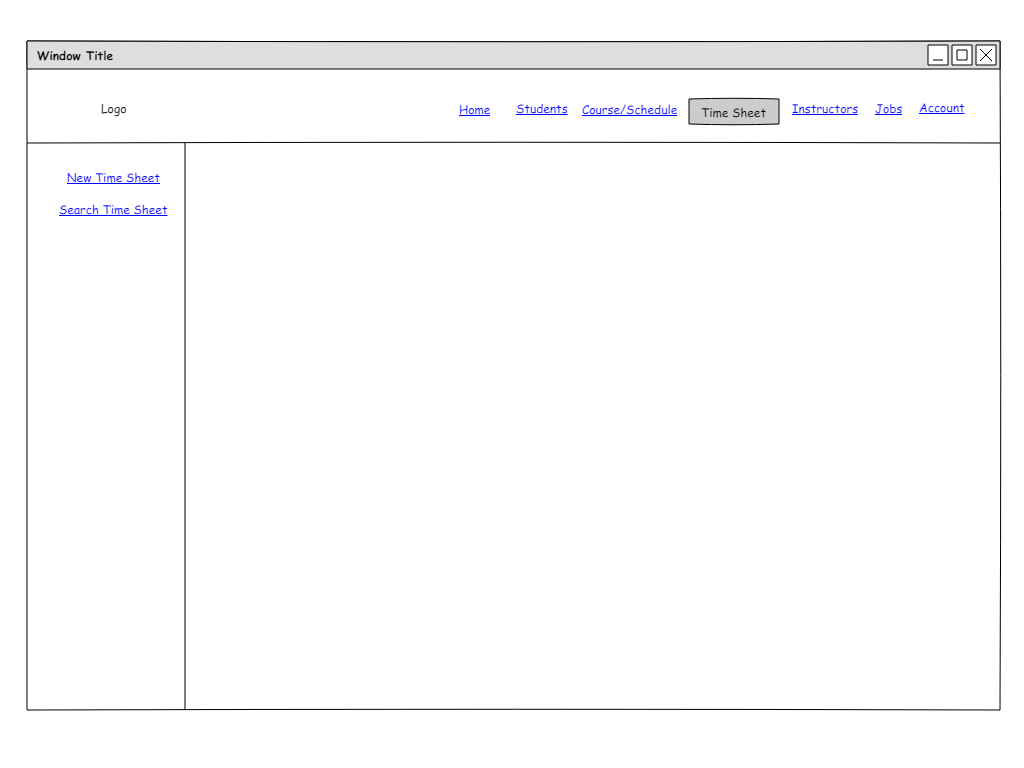 Window Title
Logo
Home Students Course/Schedule Time Sheet Instructors Jobs Account
New Time Sheet
Search Time Sheet